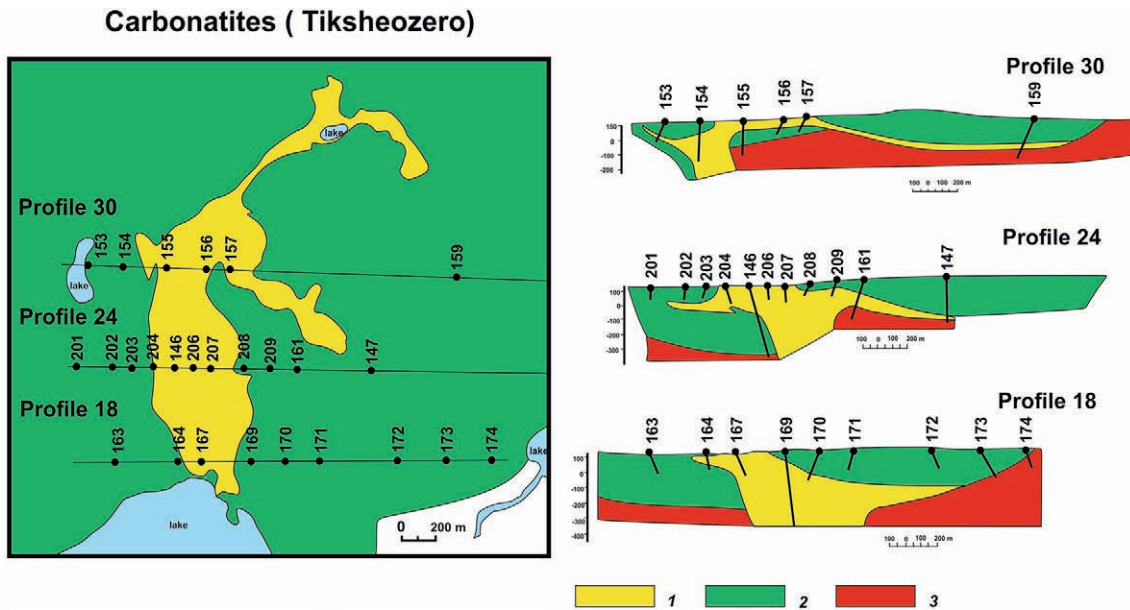 Carbonatites ( Tiksheozero)
lake
Profile 30
153 154 155 156 157 159
lake
Profile 24
201 202 203 204 146 206 207 208 209 161 147
Profile 18
163 164 167 169 170 171 172 173 174
lake
lake
0 200 m
Profile 30
153 154 155 156 157 159
150
0
-100
-200
100 0 100 200 m
Profile 24
201 202 203 204 146 206 207 208 209 161 147
100
0
-100
-200
-300
100 0 100 200 m
Profile 18
163 164 167 169 170 171 172 173 174
100
0
-100
-200
-300
-400
100 0 100 200 m
1 2 3